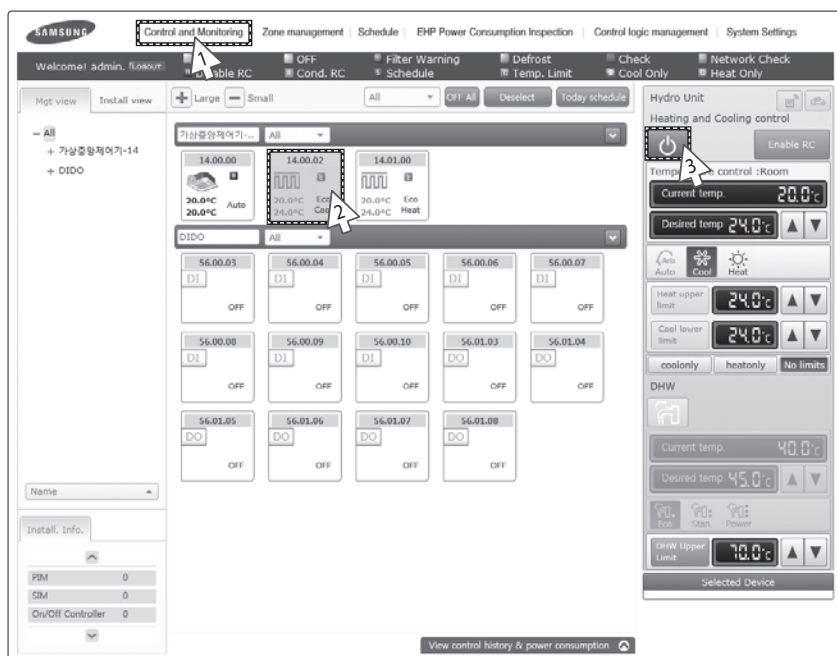 SAMSUNG
Control and Monitoring
Zone management
Schedule
EHP Power Consumption Inspection
Control logic management
System Settings
1
Welcome! admin. Logout
OFF
Filter Warning
Defrost
Check
Network Check
Cond. RC
Schedule
Temp. Limit
Cool Only
Heat Only
Mgt view
Install view
Large
Small
All
OFF All
Deselect
Today schedule
All
가상중앙제어기-14
DIDO
가상중앙제어기-..
All
14.00.00
20.0°C
20.0°C
Auto
14.00.02
20.0°C
24.0°C
2
14.01.00
20.0°C
24.0°C
Eco
Heat
DIDO
All
56.00.03
DI
OFF
56.00.04
DI
OFF
56.00.05
DI
OFF
56.00.06
DI
OFF
56.00.07
DI
OFF
56.00.08
DI
OFF
56.00.09
DI
OFF
56.00.10
DI
OFF
56.01.03
DO
OFF
56.01.04
DO
OFF
56.01.05
DO
OFF
56.01.06
DO
OFF
56.01.07
DO
OFF
56.01.08
DO
OFF
Name
Install. Info.
PIM 0
SIM 0
On/Off Controller 0
View control history & power consumption
Hydro Unit
Heating and Cooling control
Enable RC
3
control :Room
Current temp. 20.0°c
Desired temp 24.0°c
Auto
Cool
Heat
Heat upper limit 24.0°c
Cool lower limit 24.0°c
coolonly
heatonly
No limits
DHW
Current temp. 40.0°c
Desired temp 45.0°c
Eco
Stan.
Power
DHW Upper Limit 70.0°c
Selected Device